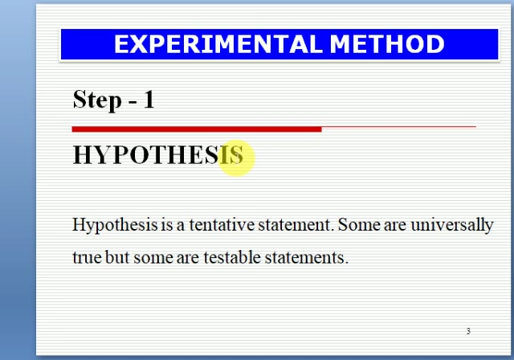 EXPERIMENTAL METHOD
Step - 1
HYPOTHESIS
Hypothesis is a tentative statement. Some are universally
true but some are testable statements.
3